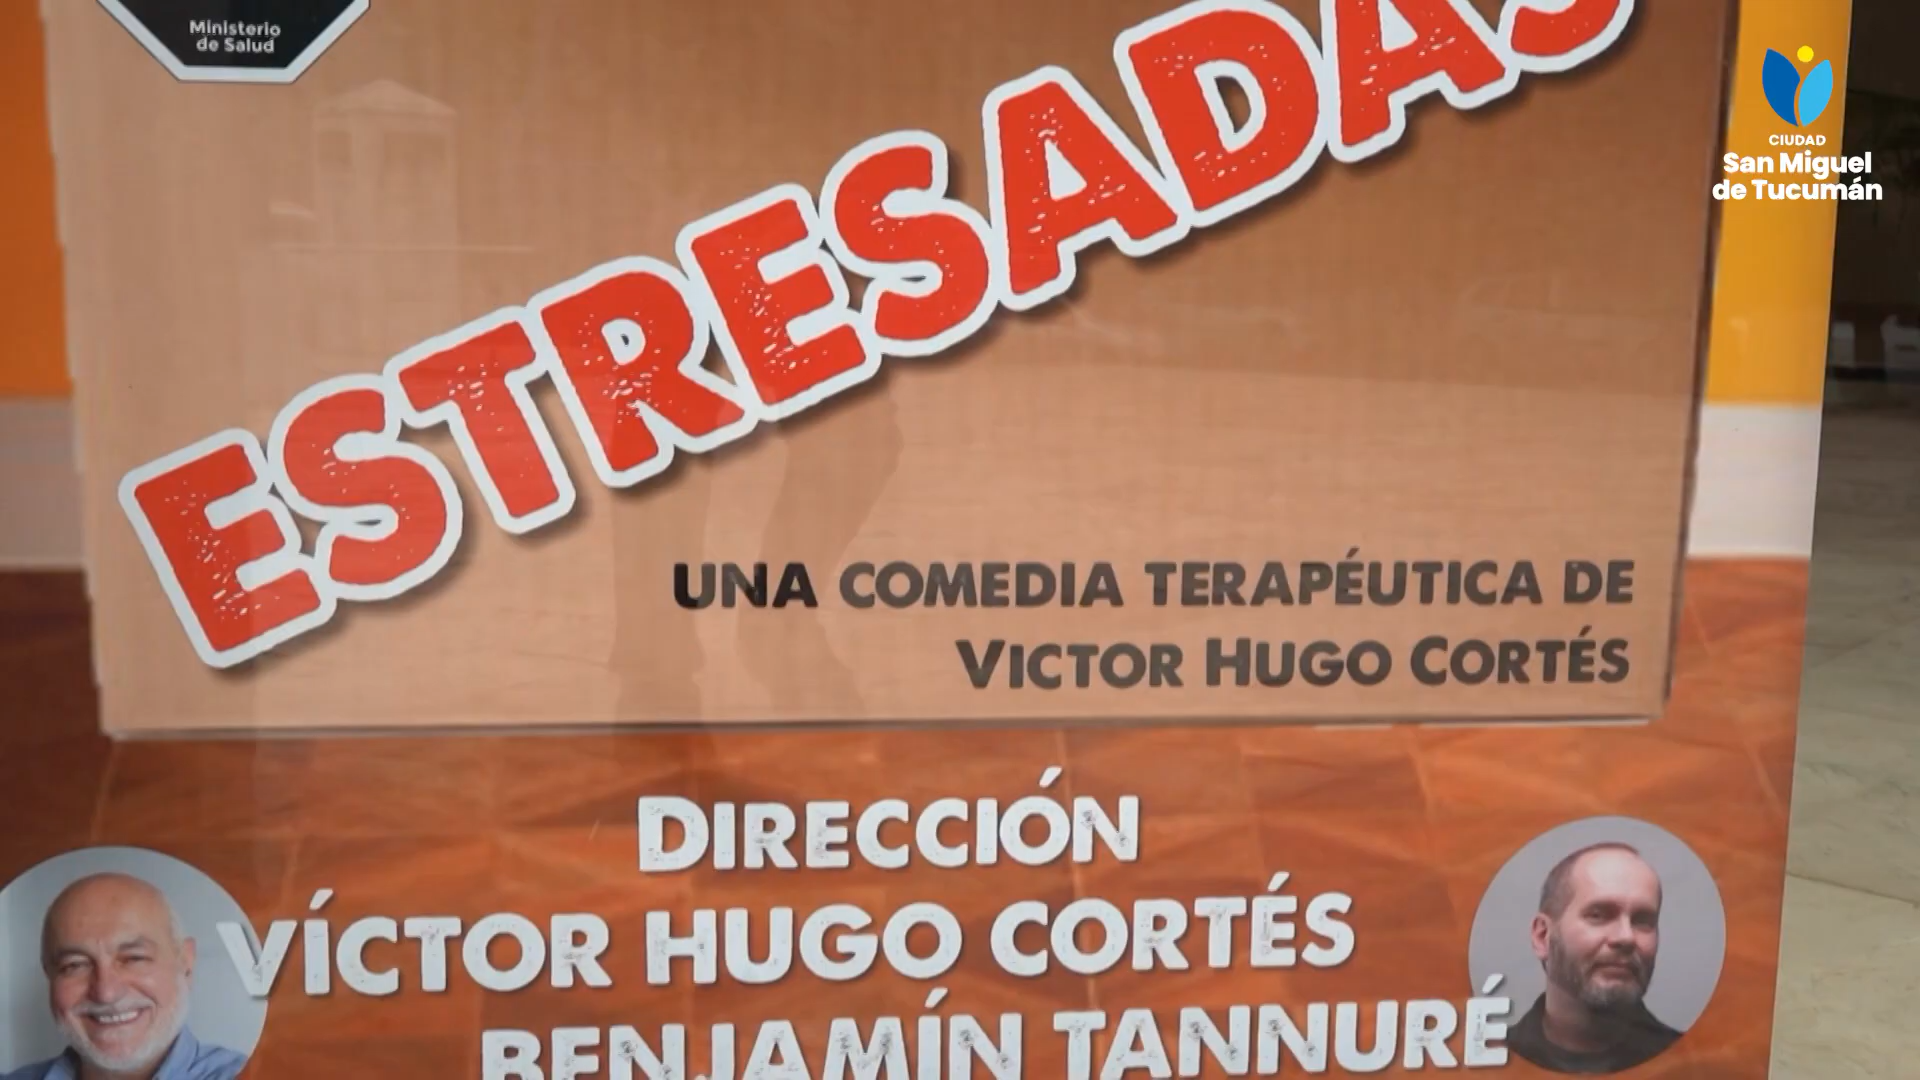 Ministerio
de Salud
ESTRESADAS
CIUDAD
San Miguel
de Tucumán
UNA COMEDIA TERAPÉUTICA DE
VICTOR HUGO CORTÉS
DIRECCIÓN
VÍCTOR HUGO CORTÉS
BENJAMÍN TANNURÉ